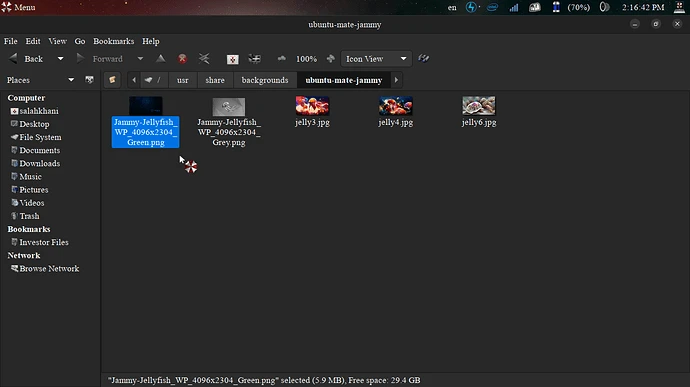 Menu
en
(70%)
2:16:42 PM
ubuntu-mate-jammy
File Edit View Go Bookmarks Help
Back
Forward
100%
Icon View
Places
/
usr
share
backgrounds
ubuntu-mate-jammy
Computer
salahkhani
Desktop
File System
Documents
Downloads
Music
Pictures
Videos
Trash
Bookmarks
Investor Files
Network
Browse Network
Jammy-Jellyfish_
WP_4096x2304_
Green.png
Jammy-Jellyfish_
WP_4096x2304_
Grey.png
jelly3.jpg
jelly4.jpg
jelly6.jpg
"Jammy-Jellyfish_WP_4096x2304_Green.png" selected (5.9 MB), Free space: 29.4 GB